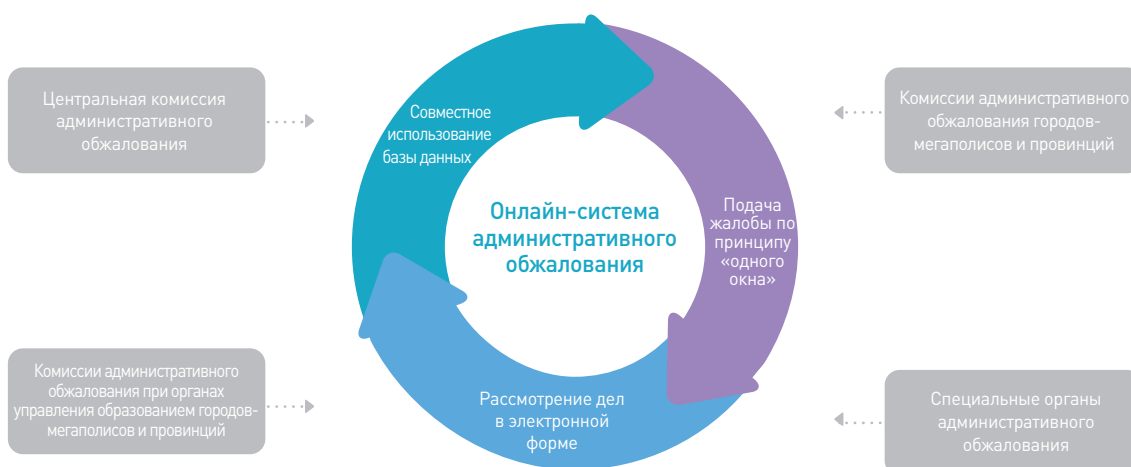 Центральная комиссия
административного
обжалования
Совместное
использование
базы данных
Комиссии административного
обжалования городов-
мегаполисов и провинций
Онлайн-система
административного
обжалования
Подача
жалобы по
принципу
«одного
окна»
Комиссии административного
обжалования при органах
управления образованием городов-
мегаполисов и провинций
Рассмотрение дел
в электронной
форме
Специальные органы
административного
обжалования